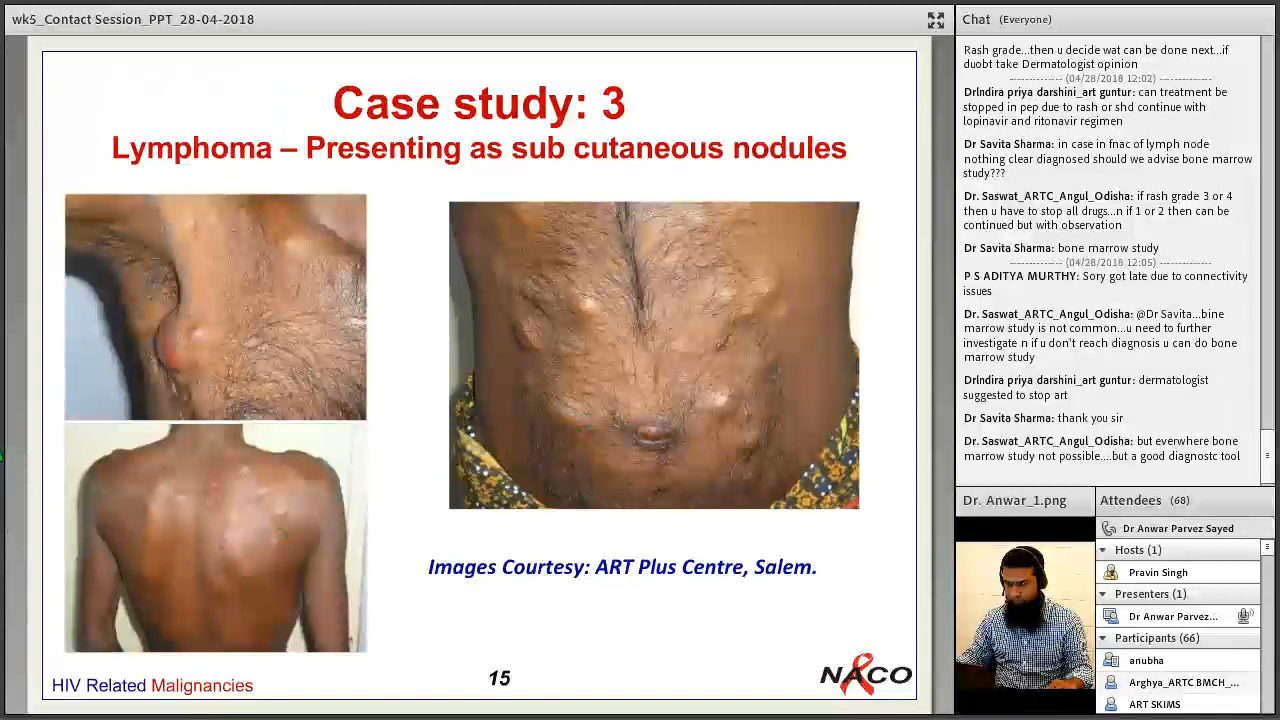 wk5_Contact Session_PPT_28-04-2018
Case study: 3
Lymphoma – Presenting as sub cutaneous nodules
Images Courtesy: ART Plus Centre, Salem.
HIV Related Malignancies
15
NACO
Chat (Everyone)
Rash grade...then u decide wat can be done next...if
duobt take Dermatologist opinion
-------------- (04/28/2018 12:02) --------------
DrIndira priya darshini_art guntur: can treatment be
stopped in pep due to rash or shd continue with
lopinavir and ritonavir regimen
Dr Savita Sharma: in case in fnac of lymph node
nothing clear diagnosed should we advise bone marrow
study???
Dr. Saswat_ARTC_Angul_Odisha: if rash grade 3 or 4
then u have to stop all drugs...n if 1 or 2 then can be
continued but with observation
Dr Savita Sharma: bone marrow study
-------------- (04/28/2018 12:05) --------------
P S ADITYA MURTHY: Sory got late due to connectivity
issues
Dr. Saswat_ARTC_Angul_Odisha: @Dr Savita...bine
marrow study is not common...u need to further
investigate n if u don't reach diagnosis u can do bone
marrow study
DrIndira priya darshini_art guntur: dermatologist
suggested to stop art
Dr Savita Sharma: thank you sir
Dr. Saswat_ARTC_Angul_Odisha: but everwhere bone
marrow study not possible....but a good diagnostc tool
Dr. Anwar_1.png
Attendees (68)
Dr Anwar Parvez Sayed
Hosts (1)
Pravin Singh
Presenters (1)
Dr Anwar Parvez...
Participants (66)
anubha
Arghya_ARTC BMCH_...
ART SKIMS